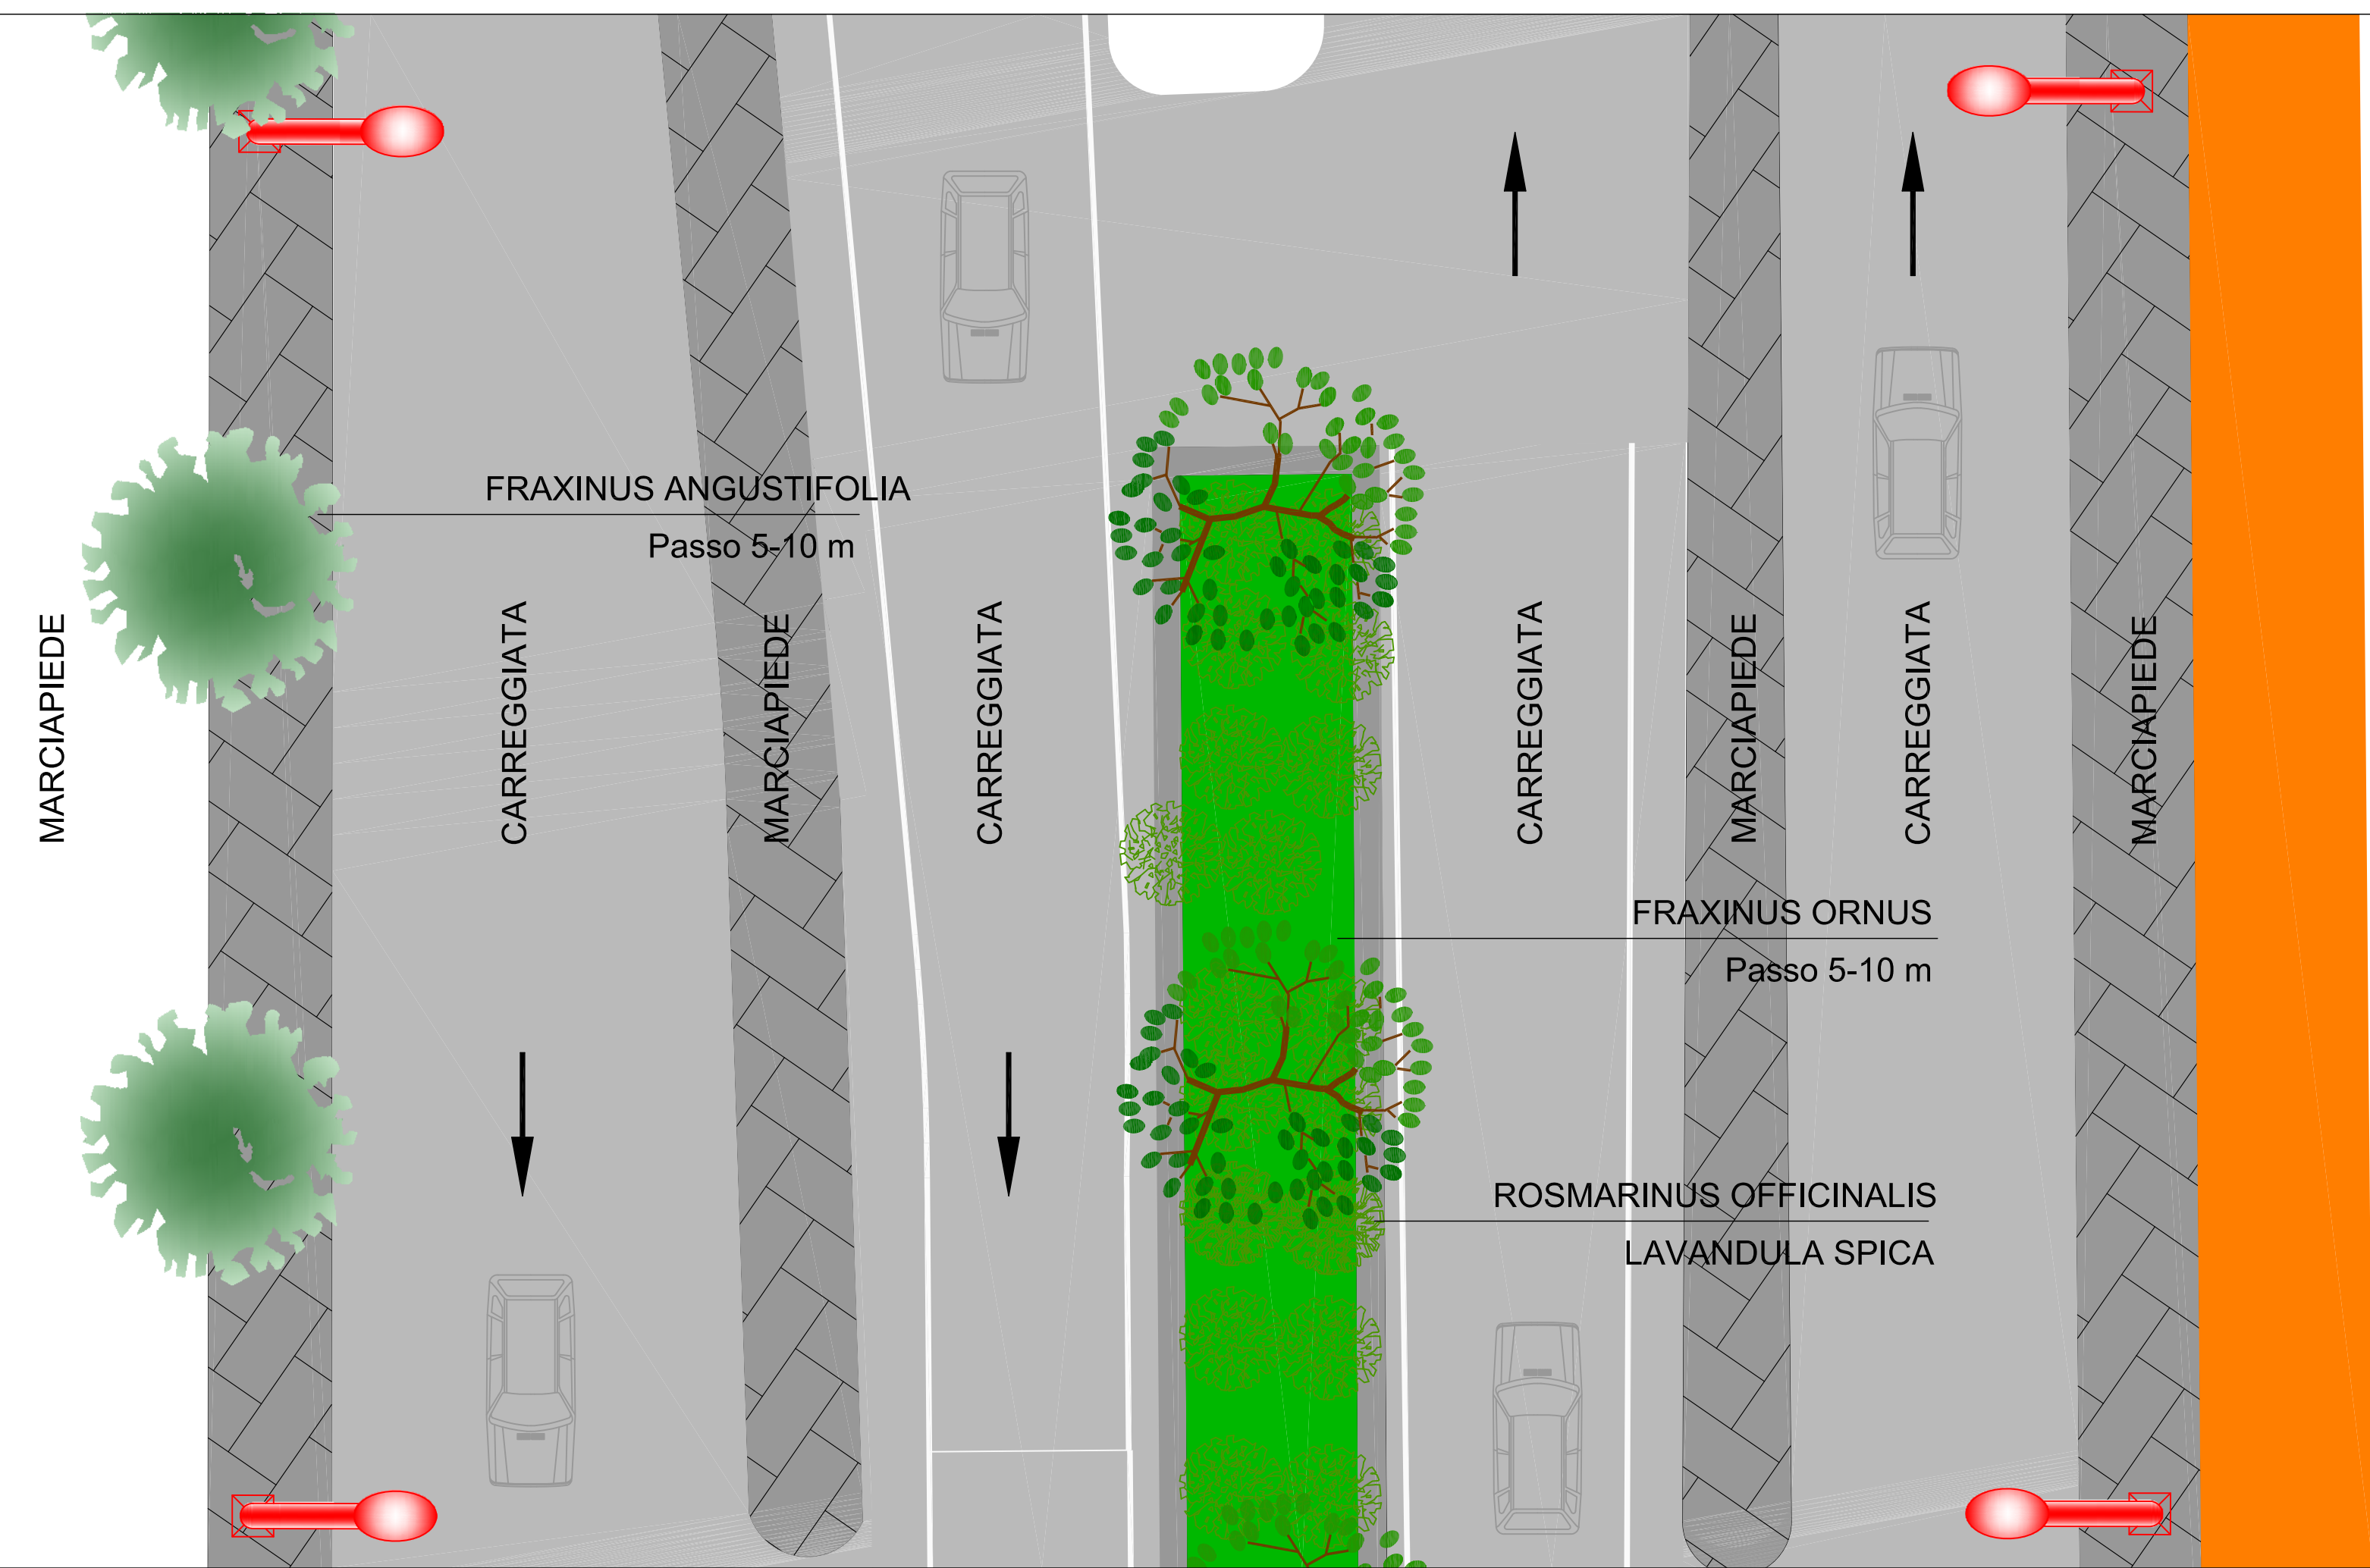 FRAXINUS ANGUSTIFOLIA
Passo 5-10 m
MARCIAPIEDE
CARREGGIATA
MARCIAPIEDE
CARREGGIATA
CARREGGIATA
MARCIAPIEDE
CARREGGIATA
MARCIAPIEDE
FRAXINUS ORNUS
Passo 5-10 m
ROSMARINUS OFFICINALIS
LAVANDULA SPICA